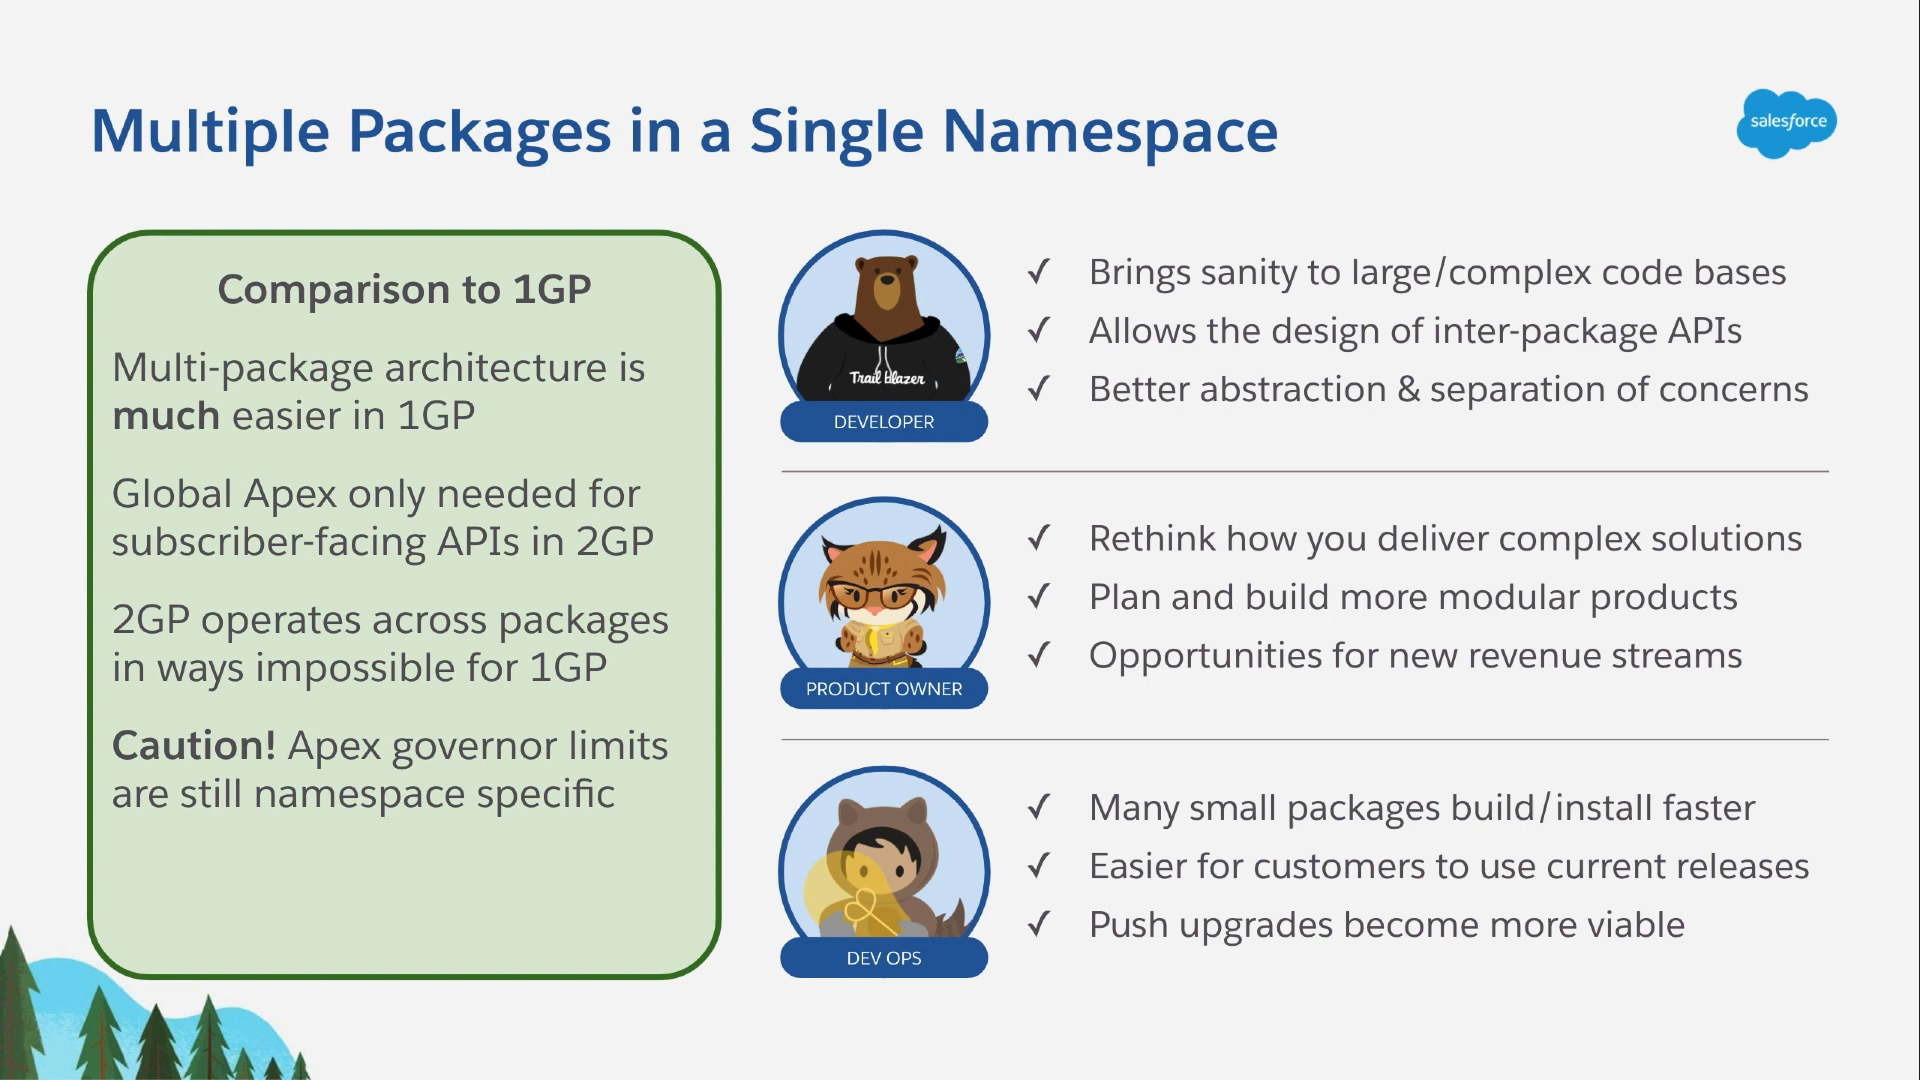 Multiple Packages in a Single Namespace
salesforce
Comparison to 1GP
Multi-package architecture is
much easier in 1GP
Global Apex only needed for
subscriber-facing APIs in 2GP
2GP operates across packages
in ways impossible for 1GP
Caution! Apex governor limits
are still namespace specific
Trail Blazer
DEVELOPER
✓ Brings sanity to large/complex code bases
✓ Allows the design of inter-package APIs
✓ Better abstraction & separation of concerns
PRODUCT OWNER
✓ Rethink how you deliver complex solutions
✓ Plan and build more modular products
✓ Opportunities for new revenue streams
DEV OPS
✓ Many small packages build/install faster
✓ Easier for customers to use current releases
✓ Push upgrades become more viable